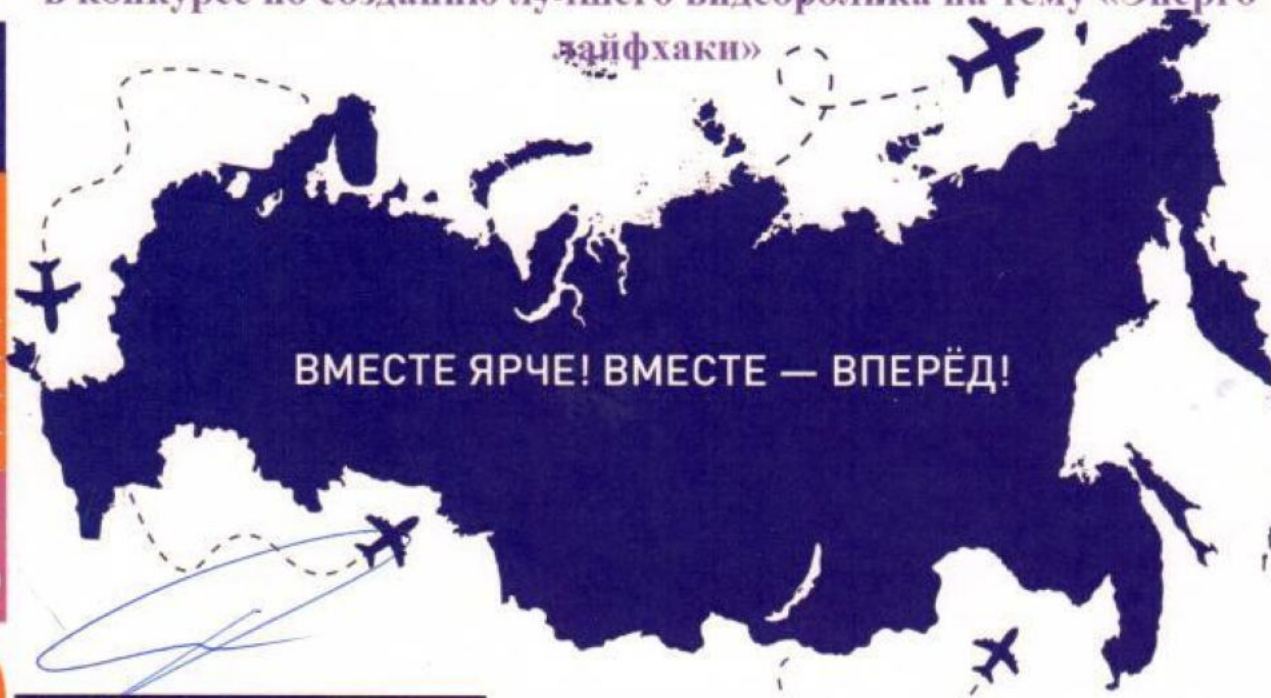 в конкурсе по созданию лучшего видеоролика на тему «Энерго
лайфхаки»
ВМЕСТЕ ЯРЧЕ! ВМЕСТЕ — ВПЕРЁД!